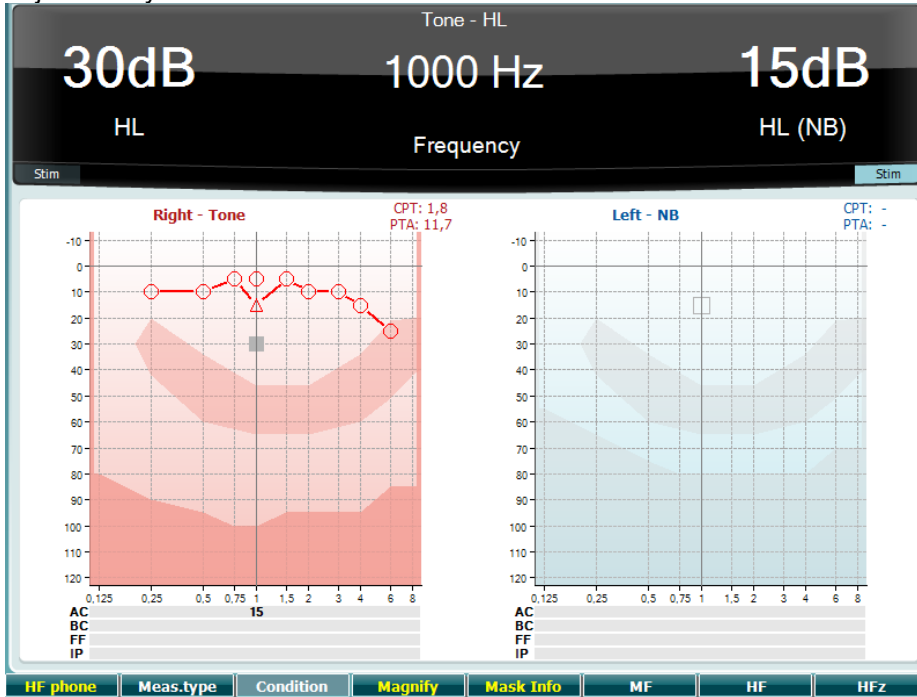 Tone - HL
30dB 1000 Hz 15dB
HL Frequency HL (NB)
Stim Stim
Right - Tone CPT: 1,8 Left - NB CPT: -
PTA: 11,7 PTA: -
-10 -10
0 0
10 10
20 20
30 30
40 40
50 50
60 60
70 70
80 80
90 90
100 100
110 110
120 120
0,125 0,25 0,5 0,75 1 1,5 2 3 4 6 8 0,125 0,25 0,5 0,75 1 1,5 2 3 4 6 8
AC 15 AC
BC BC
FF FF
IP IP
HF phone Meas.type Condition Magnify Mask Info MF HF HFz